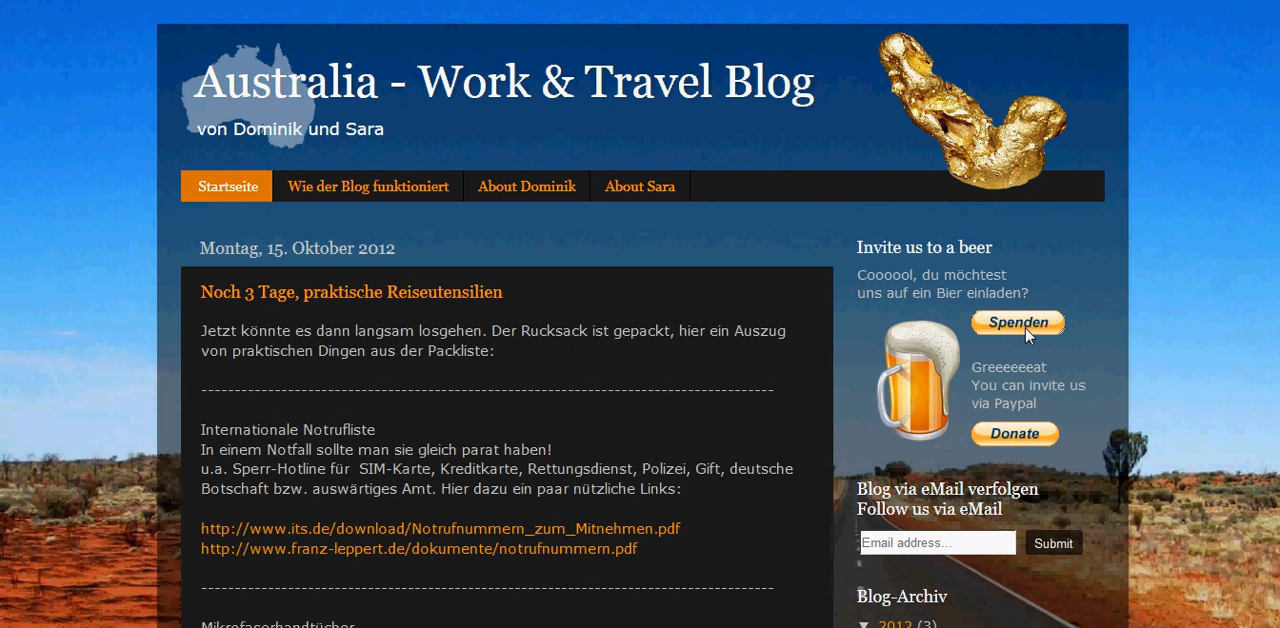 Australia - Work & Travel Blog
von Dominik und Sara
Startseite
Wie der Blog funktioniert
About Dominik
About Sara
Montag, 15. Oktober 2012
Noch 3 Tage, praktische Reiseutensilien
Jetzt könnte es dann langsam losgehen. Der Rucksack ist gepackt, hier ein Auszug
von praktischen Dingen aus der Packliste:
--------------------------------------------------------------------------------------
Internationale Notrufliste
In einem Notfall sollte man sie gleich parat haben!
u.a. Sperr-Hotline für  SIM-Karte, Kreditkarte, Rettungsdienst, Polizei, Gift, deutsche
Botschaft bzw. auswärtiges Amt. Hier dazu ein paar nützliche Links:
http://www.its.de/download/Notrufnummern_zum_Mitnehmen.pdf
http://www.franz-leppert.de/dokumente/notrufnummern.pdf
--------------------------------------------------------------------------------------
Mikrofaserhandtücher
Invite us to a beer
Coooool, du möchtest
uns auf ein Bier einladen?
Spenden
Greeeeeeat
You can invite us
via Paypal
Donate
Blog via eMail verfolgen
Follow us via eMail
Email address...
Submit
Blog-Archiv
▼ 2012 (3)